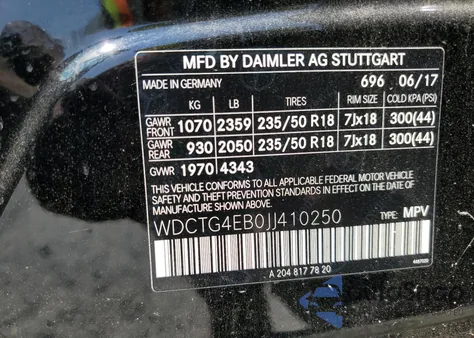 MFD BY DAIMLER AG STUTTGART
MADE IN GERMANY 696 06/17
KG LB TIRES RIM SIZE COLD KPA(PSI)
GAWR FRONT 1070 2359 235/50 R18 7Jx18 300(44)
GAWR REAR 930 2050 235/50 R18 7Jx18 300(44)
GVWR 1970 4343
THIS VEHICLE CONFORMS TO ALL APPLICABLE FEDERAL MOTOR VEHICLE
SAFETY AND THEFT PREVENTION STANDARDS IN EFFECT ON THE DATE
OF MANUFACTURE SHOWN ABOVE.
WDCTG4EB0JJ410250 TYPE: MPV
A 204 817 78 20